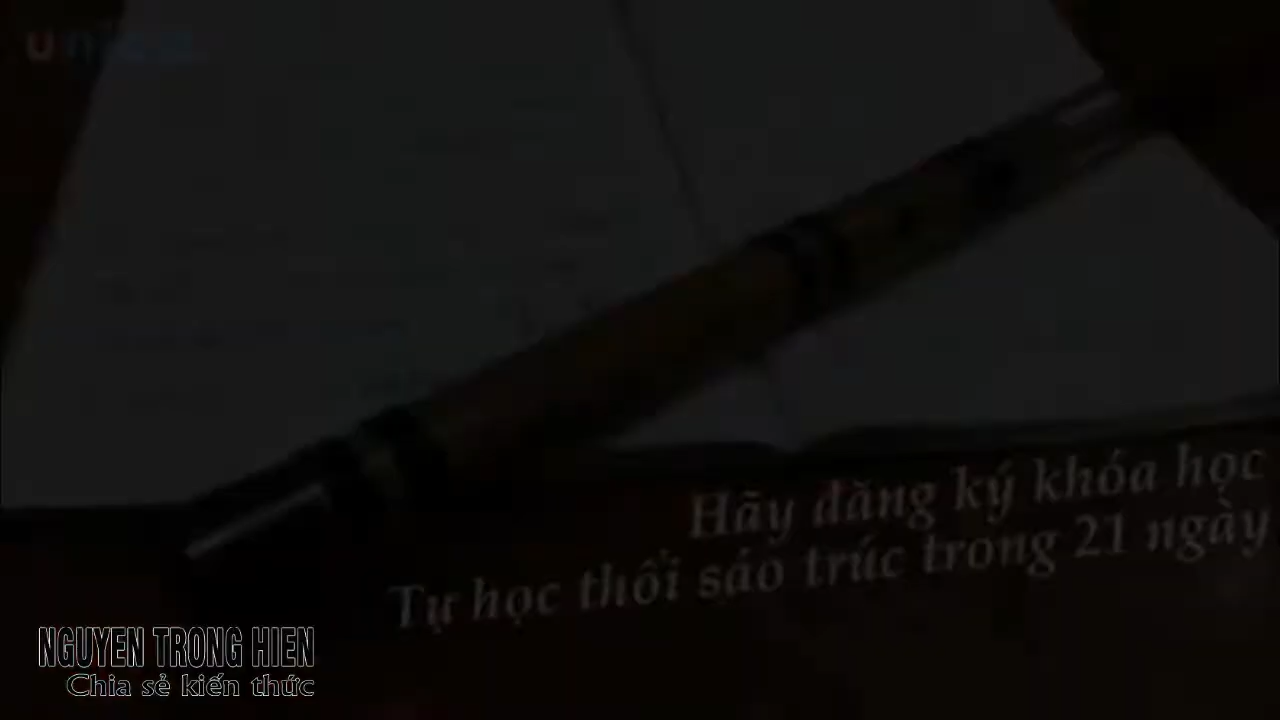 unica
Hãy đăng ký khóa học
Tự học thổi sáo trúc trong 21 ngày
NGUYEN TRONG HIEN
Chia sẻ kiến thức